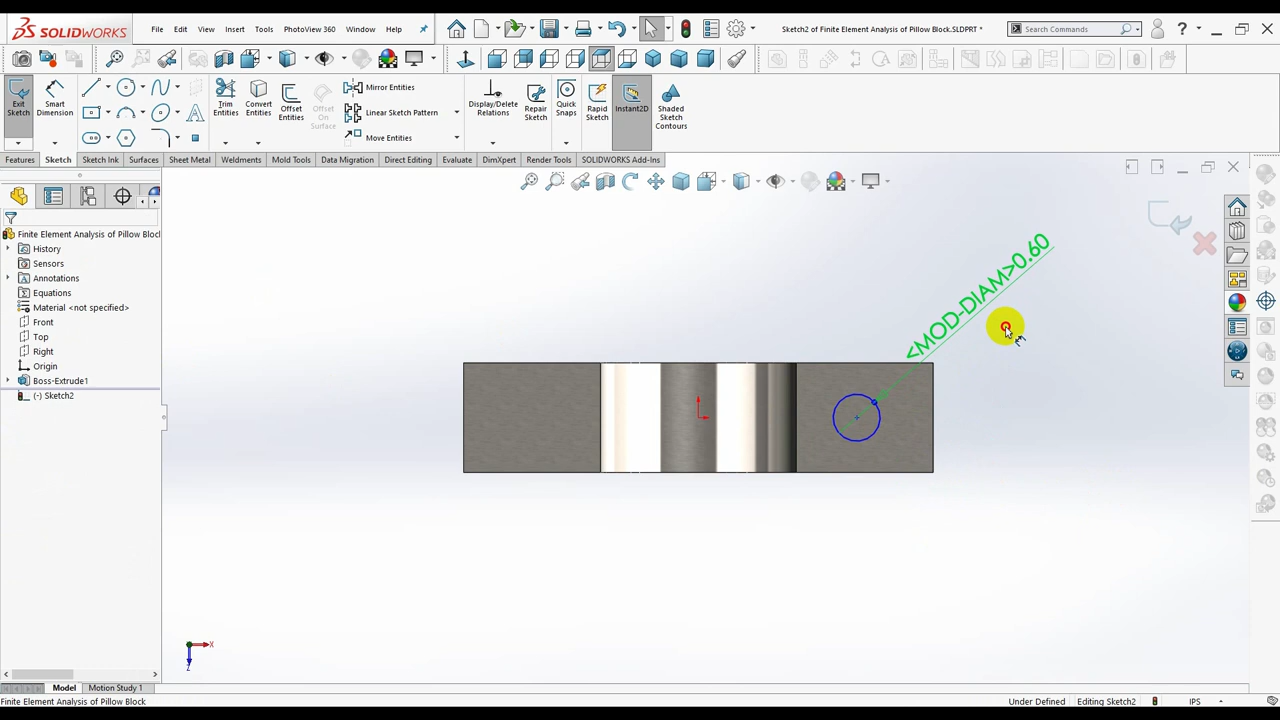 SOLIDWORKS
File
Edit
View
Insert
Tools
PhotoView 360
Window
Help
Sketch2 of Finite Element Analysis of Pillow Block.SLDPRT *
Search Commands
?
Exit
Sketch
Smart
Dimension
Trim
Entities
Convert
Entities
Offset
Entities
Offset
On
Surface
Mirror Entities
Linear Sketch Pattern
Move Entities
Display/Delete
Relations
Repair
Sketch
Quick
Snaps
Rapid
Sketch
Instant2D
Shaded
Sketch
Contours
Features
Sketch
Sketch Ink
Surfaces
Sheet Metal
Weldments
Mold Tools
Data Migration
Direct Editing
Evaluate
DimXpert
Render Tools
SOLIDWORKS Add-Ins
Finite Element Analysis of Pillow Block
History
Sensors
Annotations
Equations
Material <not specified>
Front
Top
Right
Origin
Boss-Extrude1
(-) Sketch2
<MOD-DIAM>0.60
X
Z
Model
Motion Study 1
Finite Element Analysis of Pillow Block
Under Defined
Editing Sketch2
IPS